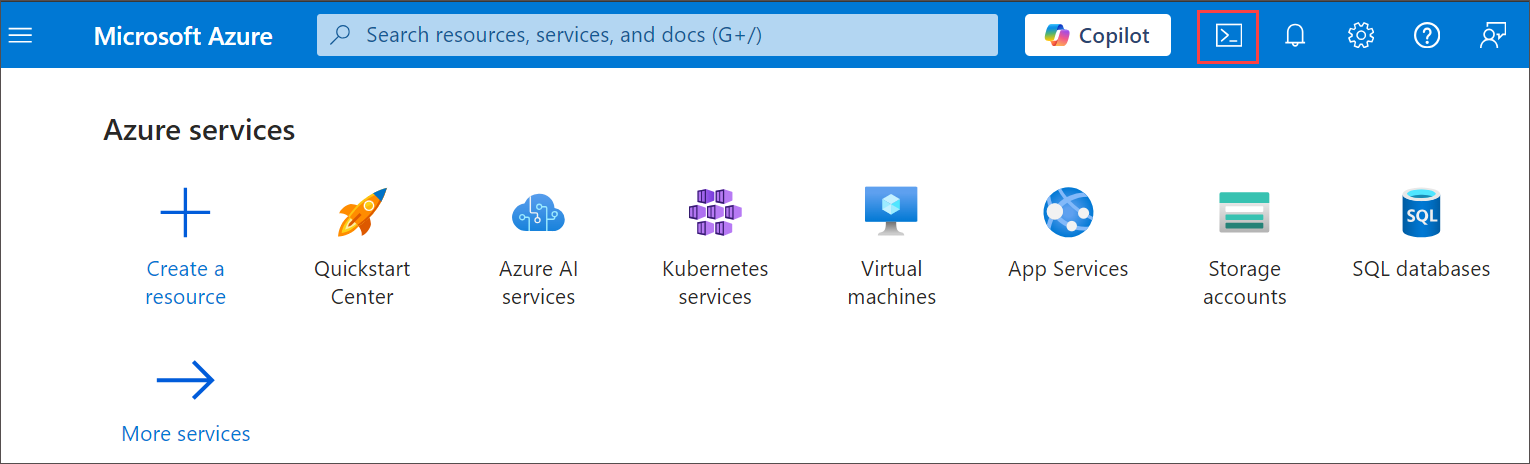 Microsoft Azure
Search resources, services, and docs (G+/)
Copilot
Azure services
Create a
resource
Quickstart
Center
Azure AI
services
Kubernetes
services
Virtual
machines
App Services
Storage
accounts
SQL
SQL databases
More services